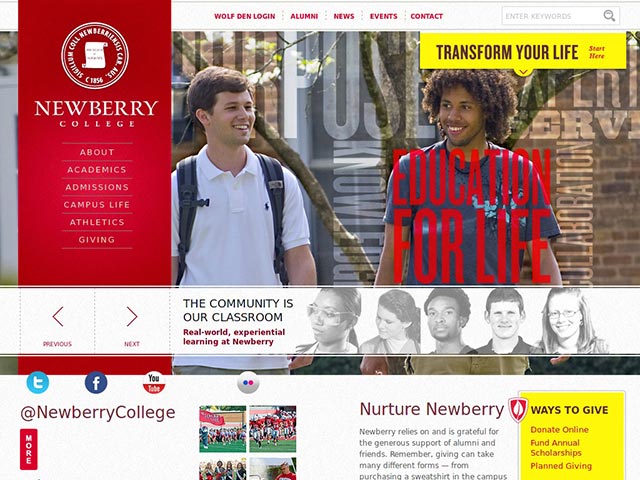 WOLF DEN LOGIN
ALUMNI
NEWS
EVENTS
CONTACT
ENTER KEYWORDS
SIGILLUM COLL NEWBERRIENSIS CAR. AUS.
C 1856
NEWBERRY
COLLEGE
ABOUT
ACADEMICS
ADMISSIONS
CAMPUS LIFE
ATHLETICS
GIVING
TRANSFORM YOUR LIFE
Start
Here
EDUCATION
FOR LIFE
COLLABORATION
PREVIOUS
NEXT
THE COMMUNITY IS
OUR CLASSROOM
Real-world, experiential
learning at Newberry
You
Tube
@NewberryCollege
MORE
Nurture Newberry
Newberry relies on and is grateful for
the generous support of alumni and
friends. Remember, giving can take
many different forms — from
purchasing a sweatshirt in the campus
WAYS TO GIVE
Donate Online
Fund Annual
Scholarships
Planned Giving